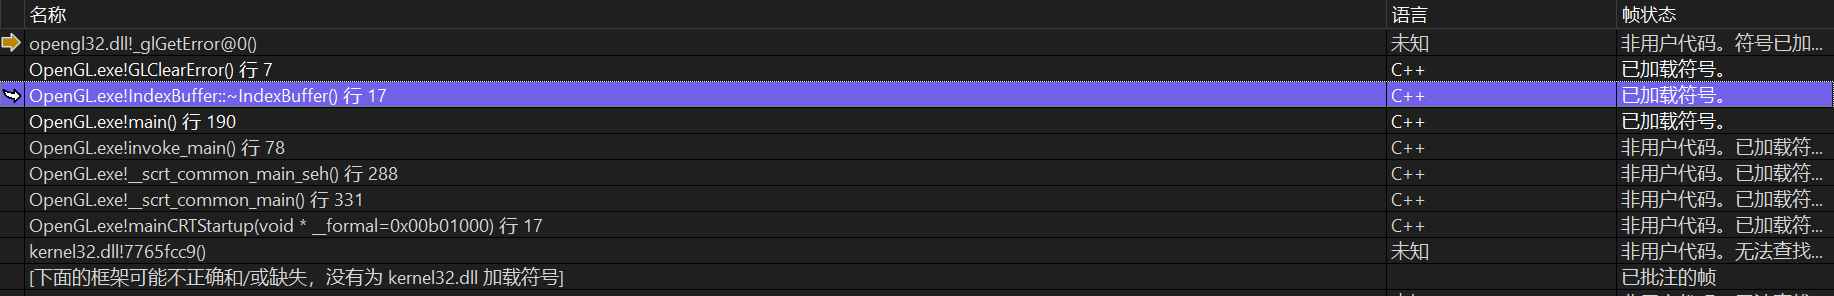 名称 语言 帧状态
opengl32.dll!_glGetError@0() 未知 非用户代码。符号已加...
OpenGL.exe!GLClearError() 行 7 C++ 已加载符号。
OpenGL.exe!IndexBuffer::~IndexBuffer() 行 17 C++ 已加载符号。
OpenGL.exe!main() 行 190 C++ 已加载符号。
OpenGL.exe!invoke_main() 行 78 C++ 非用户代码。已加载符...
OpenGL.exe!__scrt_common_main_seh() 行 288 C++ 非用户代码。已加载符...
OpenGL.exe!__scrt_common_main() 行 331 C++ 非用户代码。已加载符...
OpenGL.exe!mainCRTStartup(void * __formal=0x00b01000) 行 17 C++ 非用户代码。已加载符...
kernel32.dll!7765fcc9() 未知 非用户代码。无法查找...
[下面的框架可能不正确和/或缺失，没有为 kernel32.dll 加载符号] 已批注的帧